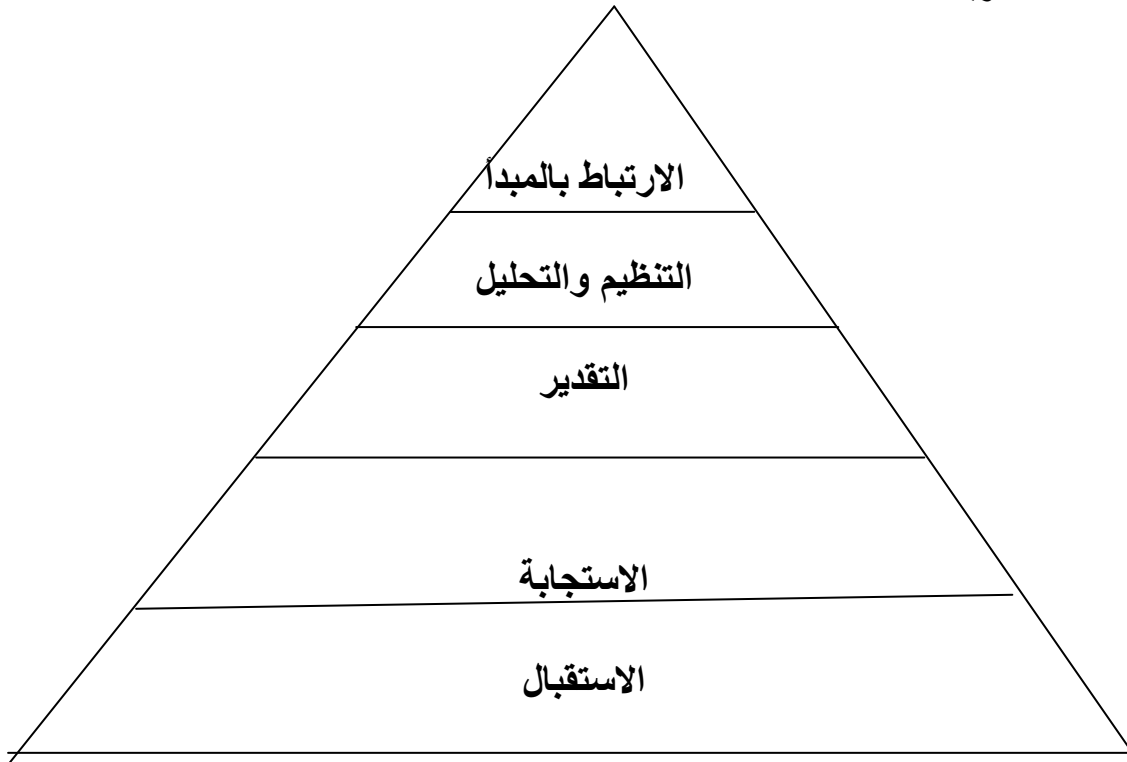 الارتباط بالمبدأ
التنظيم والتحليل
التقدير
الاستجابة
الاستقبال